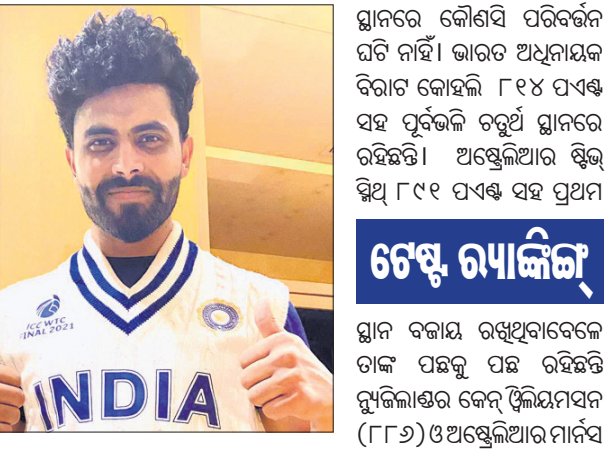 ICC WTC
FINAL 2021
INDIA
ସ୍ଥାନରେ କୌଣସି ପରିବର୍ତ୍ତନ
ଘଟି ନାହିଁ। ଭାରତ ଅଧିନାୟକ
ବିରାଟ କୋହଲି ୮୧୪ ପଏଣ୍ଟ
ସହ ପୂର୍ବଭଳି ଚତୁର୍ଥ ସ୍ଥାନରେ
ରହିଛନ୍ତି। ଅଷ୍ଟ୍ରେଲିଆର ଷ୍ଟିଭ୍
ସ୍ମିଥ୍ ୮୯୧ ପଏଣ୍ଟ ସହ ପ୍ରଥମ
ଟେଷ୍ଟ ର‌୍ୟାଙ୍କିଙ୍ଗ୍
ସ୍ଥାନ ବଜାୟ ରଖିଥିବାବେଳେ
ତାଙ୍କ ପଛକୁ ପଛ ରହିଛନ୍ତି
ନ୍ୟୁଜିଲାଣ୍ଡର କେନ୍ ୱିଲିୟମସନ
(୮୮୬) ଓ ଅଷ୍ଟ୍ରେଲିଆର ମାର୍ନସ